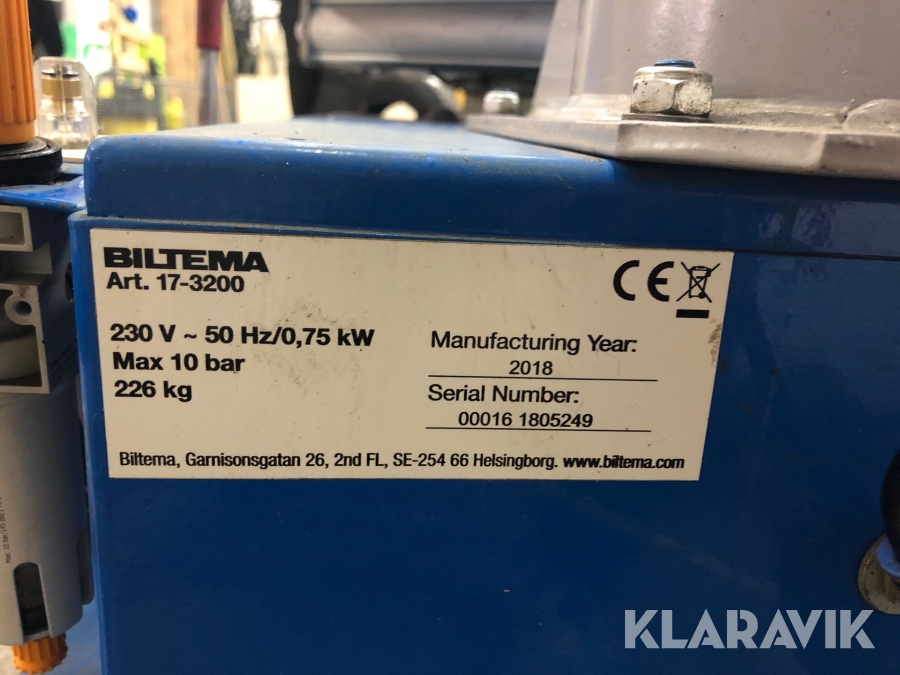 BILTEMA
Art. 17-3200
230 V ~ 50 Hz/0,75 kW
Max 10 bar
226 kg
CE
Manufacturing Year:
2018
Serial Number:
00016 1805249
Biltema, Garnisonsgatan 26, 2nd FL, SE-254 66 Helsingborg. www.biltema.com
KLARAVIK